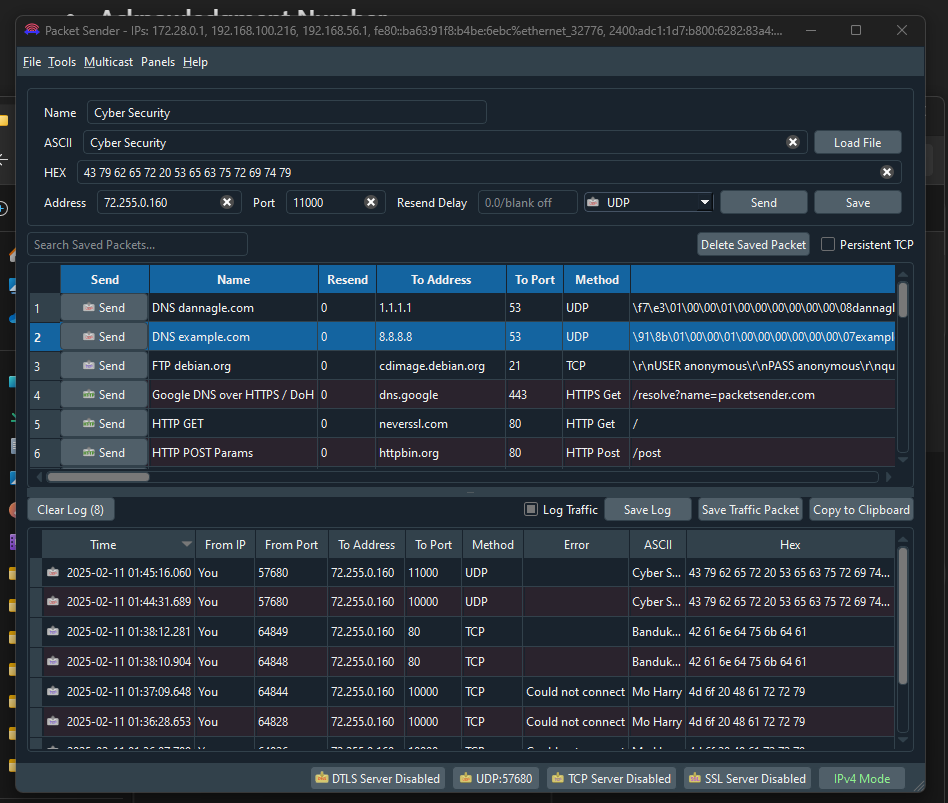 Acknowledgment Number
Packet Sender - IPs: 172.28.0.1, 192.168.100.216, 192.168.56.1, fe80::ba63:91f8:b4be:6ebc%ethernet_32776, 2400:adc1:1d7:b800:6282:83a4:...
File Tools Multicast Panels Help
Name Cyber Security
ASCII Cyber Security Load File
HEX 43 79 62 65 72 20 53 65 63 75 72 69 74 79
Address 72.255.0.160 Port 11000 Resend Delay 0.0/blank off UDP Send Save
Search Saved Packets... Delete Saved Packet Persistent TCP
Send Name Resend To Address To Port Method
1 Send DNS dannagle.com 0 1.1.1.1 53 UDP \f7\e3\01\00\00\01\00\00\00\00\00\00\08dannagl
2 Send DNS example.com 0 8.8.8.8 53 UDP \91\8b\01\00\00\01\00\00\00\00\00\00\07exampl
3 Send FTP debian.org 0 cdimage.debian.org 21 TCP \r\nUSER anonymous\r\nPASS anonymous\r\nqu
4 Send Google DNS over HTTPS / DoH 0 dns.google 443 HTTPS Get /resolve?name=packetsender.com
5 Send HTTP GET 0 neverssl.com 80 HTTP Get /
6 Send HTTP POST Params 0 httpbin.org 80 HTTP Post /post
Clear Log (8) Log Traffic Save Log Save Traffic Packet Copy to Clipboard
Time From IP From Port To Address To Port Method Error ASCII Hex
2025-02-11 01:45:16.060 You 57680 72.255.0.160 11000 UDP Cyber S... 43 79 62 65 72 20 53 65 63 75 72 69 74...
2025-02-11 01:44:31.689 You 57680 72.255.0.160 10000 UDP Cyber S... 43 79 62 65 72 20 53 65 63 75 72 69 74...
2025-02-11 01:38:12.281 You 64849 72.255.0.160 80 TCP Banduk... 42 61 6e 64 75 6b 64 61
2025-02-11 01:38:10.904 You 64848 72.255.0.160 80 TCP Banduk... 42 61 6e 64 75 6b 64 61
2025-02-11 01:37:09.648 You 64844 72.255.0.160 10000 TCP Could not connect Mo Harry 4d 6f 20 48 61 72 72 79
2025-02-11 01:36:28.653 You 64828 72.255.0.160 10000 TCP Could not connect Mo Harry 4d 6f 20 48 61 72 72 79
DTLS Server Disabled UDP:57680 TCP Server Disabled SSL Server Disabled IPv4 Mode